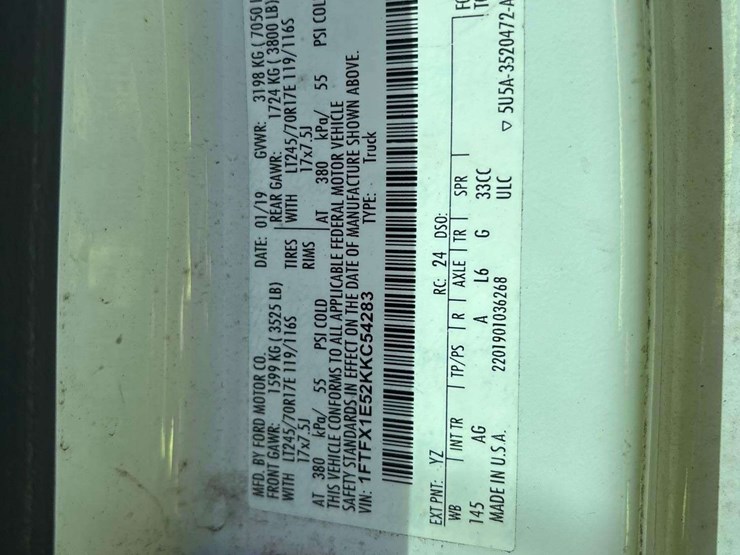 MFD. BY FORD MOTOR CO.
DATE: 01/19 GVWR: 3198 KG ( 7050
FRONT GAWR: 1599 KG ( 3525 LB) REAR GAWR: 1724 KG ( 3800 LB)
WITH LT245/70R17E 119/116S TIRES WITH LT245/70R17E 119/116S
17x7.5J RIMS 17x7.5J
AT 380 kPa/ 55 PSI COLD AT 380 kPa/ 55 PSI COL
THIS VEHICLE CONFORMS TO ALL APPLICABLE FEDERAL MOTOR VEHICLE
SAFETY STANDARDS IN EFFECT ON THE DATE OF MANUFACTURE SHOWN ABOVE.
VIN: 1FTFX1E52KKC54283 TYPE: Truck
EXT PNT: YZ RC: 24 DSO:
WB INT TR TP/PS R AXLE TR SPR
145 AG A L6 G 33CC
MADE IN U.S.A. 2201901036268 ULC
5U5A-3520472-A